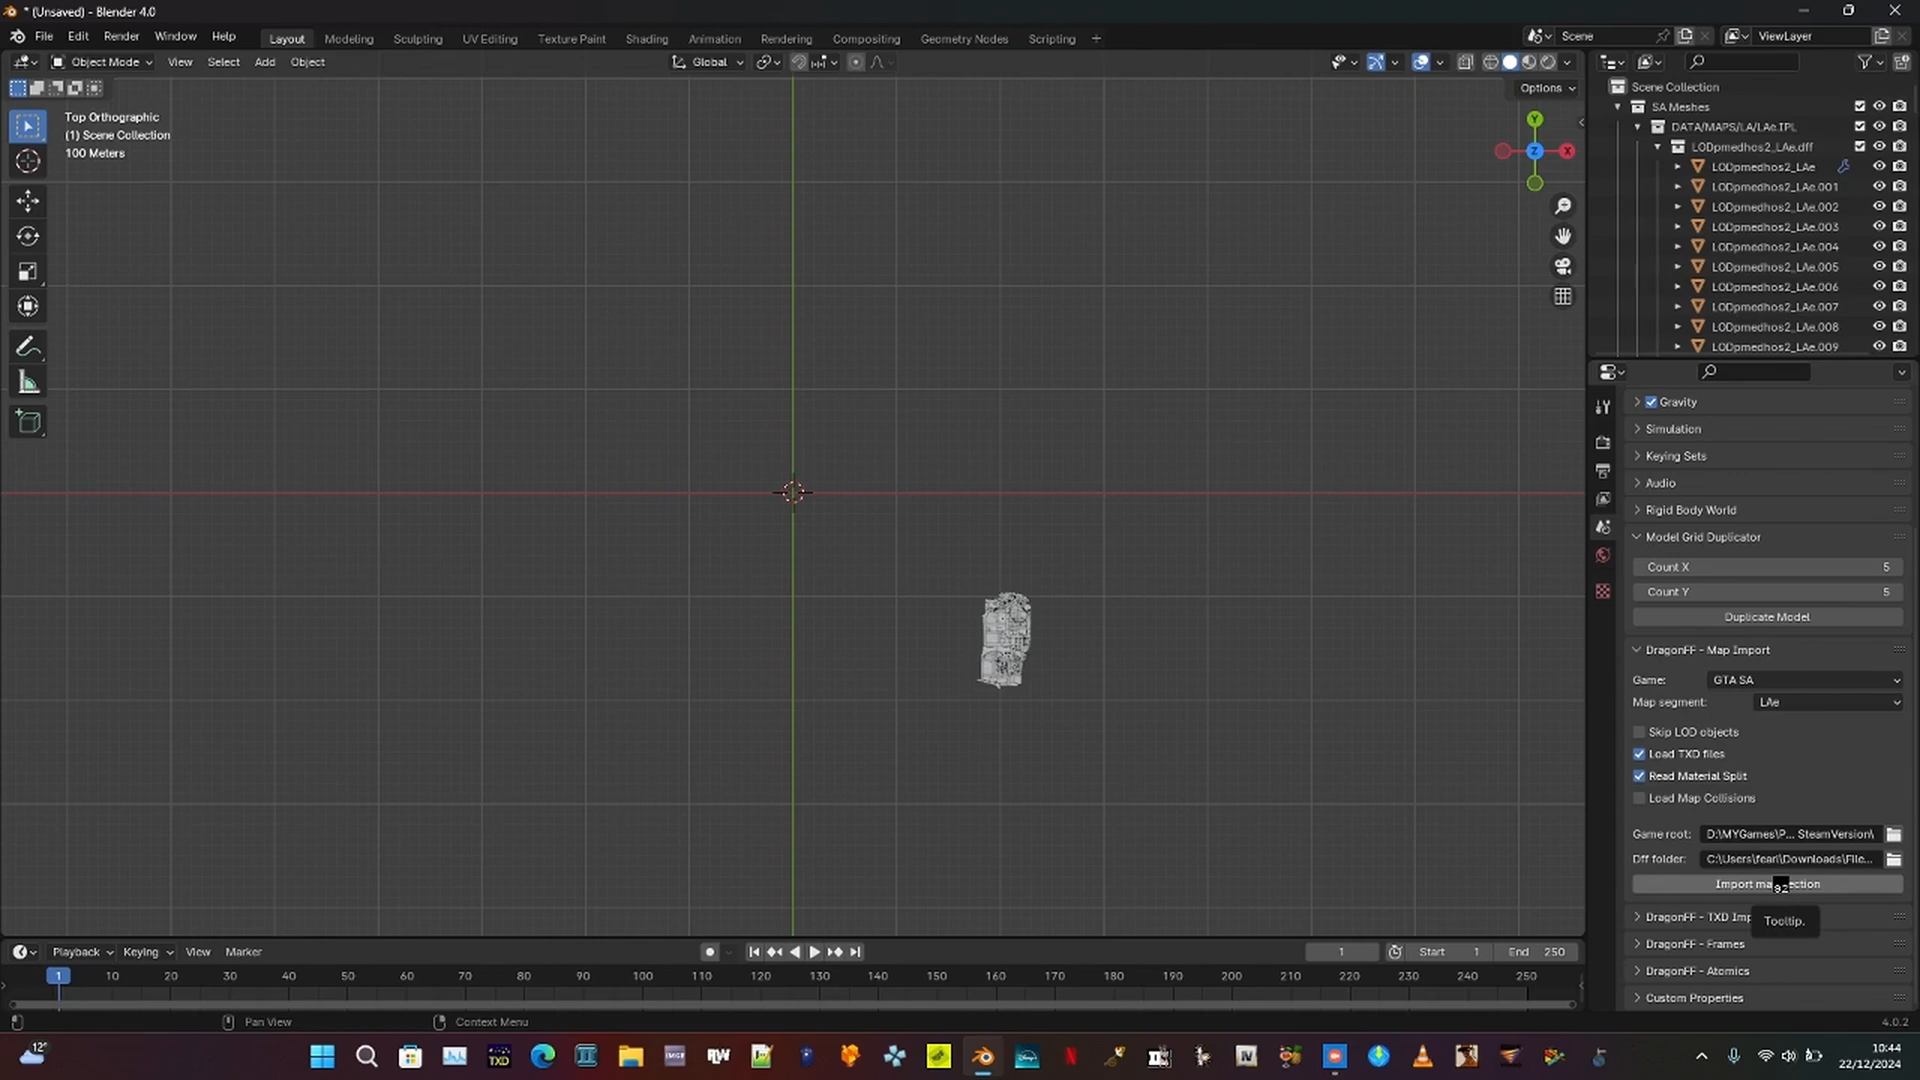 * (Unsaved) - Blender 4.0
File Edit Render Window Help
Layout Modeling Sculpting UV Editing Texture Paint Shading Animation Rendering Compositing Geometry Nodes Scripting +
Scene
ViewLayer
Object Mode View Select Add Object
Global
Options
Top Orthographic
(1) Scene Collection
100 Meters
Y
X
Z
Scene Collection
SA Meshes
DATA/MAPS/LA/LAe.IPL
LODpmedhos2_LAe.dff
LODpmedhos2_LAe
LODpmedhos2_LAe.001
LODpmedhos2_LAe.002
LODpmedhos2_LAe.003
LODpmedhos2_LAe.004
LODpmedhos2_LAe.005
LODpmedhos2_LAe.006
LODpmedhos2_LAe.007
LODpmedhos2_LAe.008
LODpmedhos2_LAe.009
Gravity
Simulation
Keying Sets
Audio
Rigid Body World
Model Grid Duplicator
Count X 5
Count Y 5
Duplicate Model
DragonFF - Map Import
Game: GTA SA
Map segment: LAe
Skip LOD objects
Load TXD files
Read Material Split
Load Map Collisions
Game root: D:\MYGames\P... SteamVersion\
Dff folder: C:\Users\fearl\Downloads\File...
Import
DragonFF - TXD Imp
Tooltip.
DragonFF - Frames
DragonFF - Atomics
Custom Properties
Playback Keying View Marker
1 Start 1 End 250
1 10 20 30 40 50 60 70 80 90 100 110 120 130 140 150 160 170 180 190 200 210 220 230 240 250
Pan View
Context Menu
4.0.2
12°
TXD
IMG
RW
IV
10:44
22/12/2024